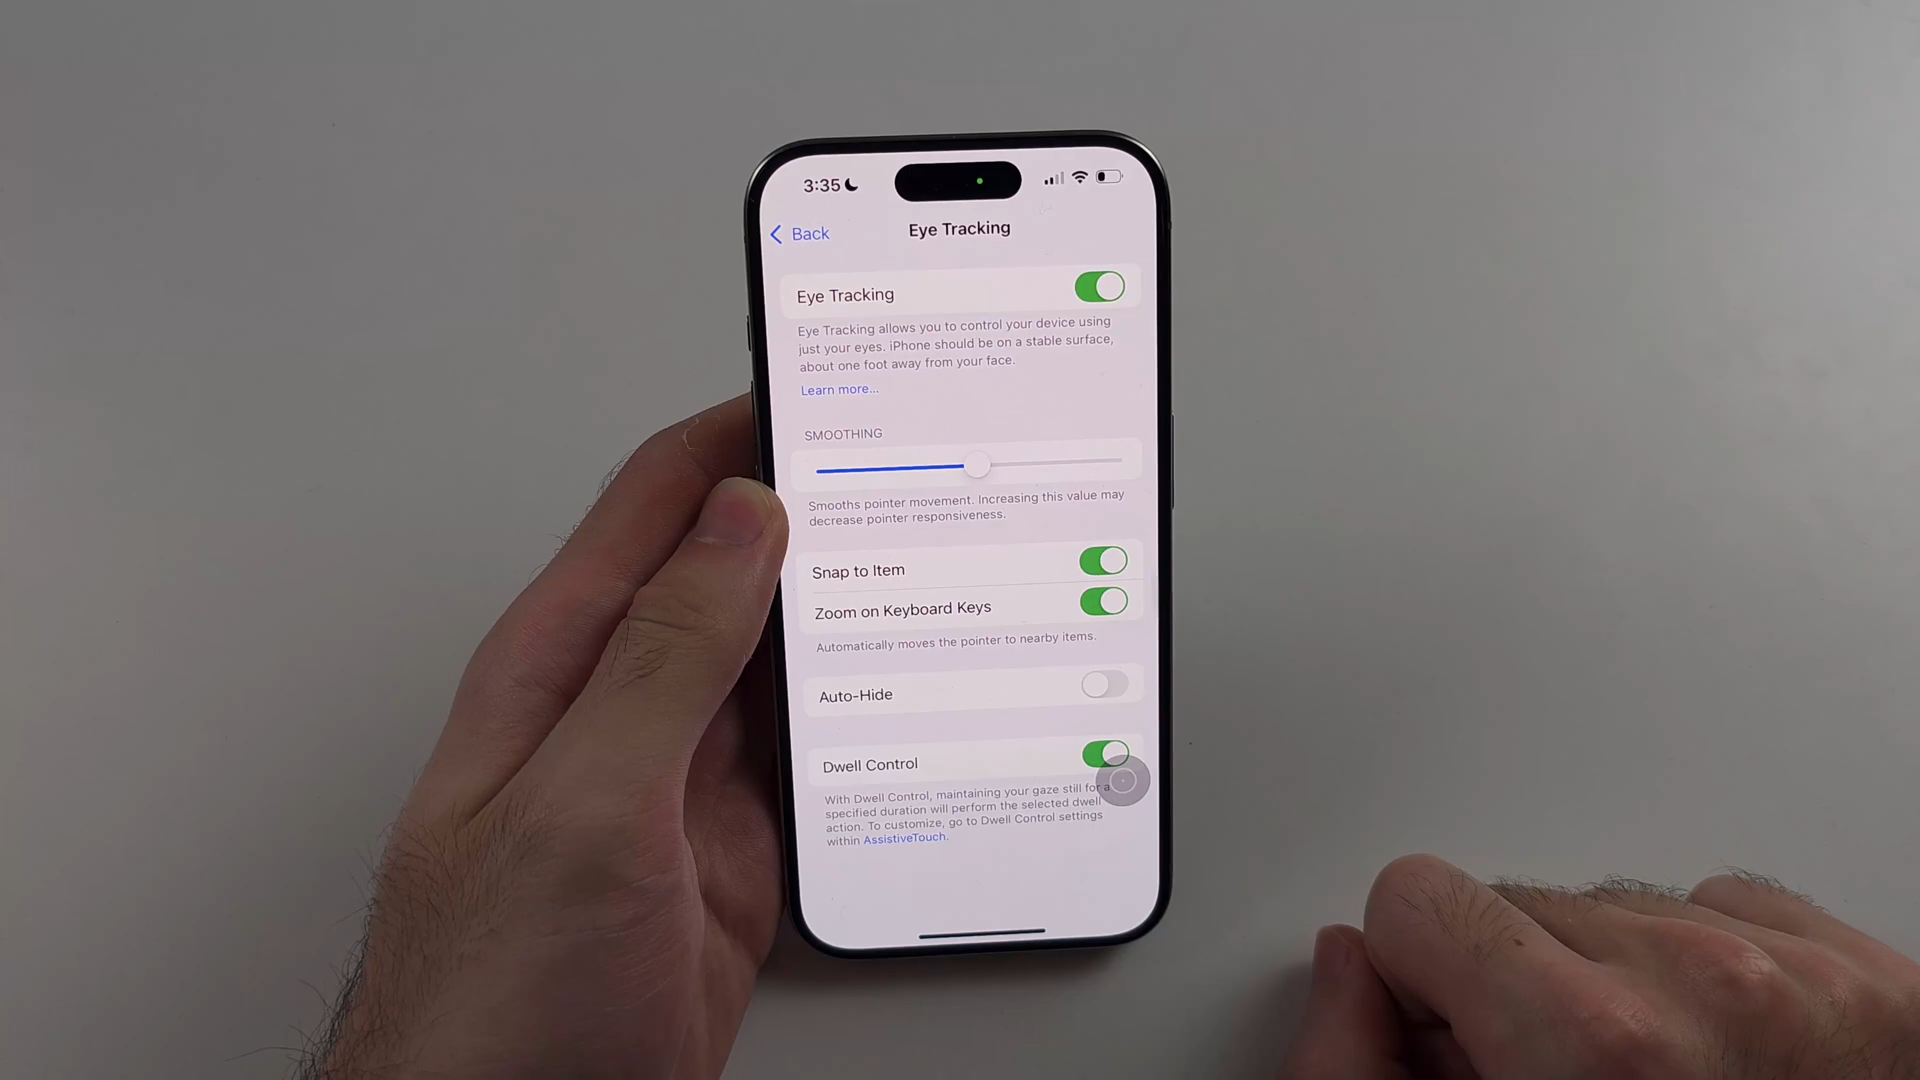 3:35
Back
Eye Tracking
Eye Tracking
Eye Tracking allows you to control your device using
just your eyes. iPhone should be on a stable surface,
about one foot away from your face.
Learn more...
SMOOTHING
Smooths pointer movement. Increasing this value may
decrease pointer responsiveness.
Snap to Item
Zoom on Keyboard Keys
Automatically moves the pointer to nearby items.
Auto-Hide
Dwell Control
With Dwell Control, maintaining your gaze still for a
specified duration will perform the selected dwell
action. To customize, go to Dwell Control settings
within AssistiveTouch.